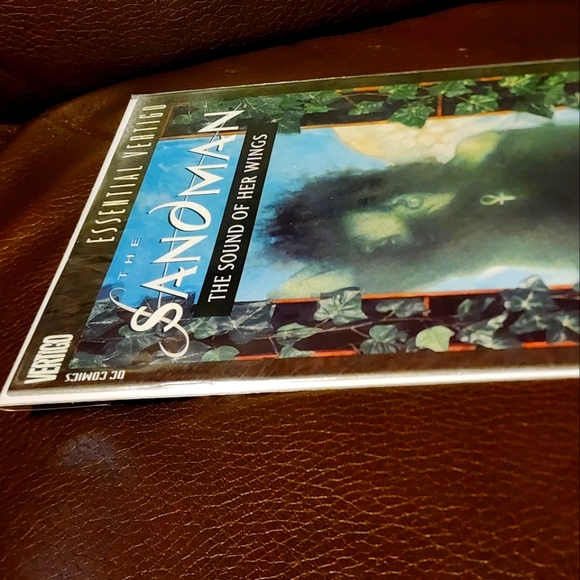 ESSENTIAL VERTIGO
THE
SANDMAN
THE SOUND OF HER WINGS
VERTIGO
DC COMICS